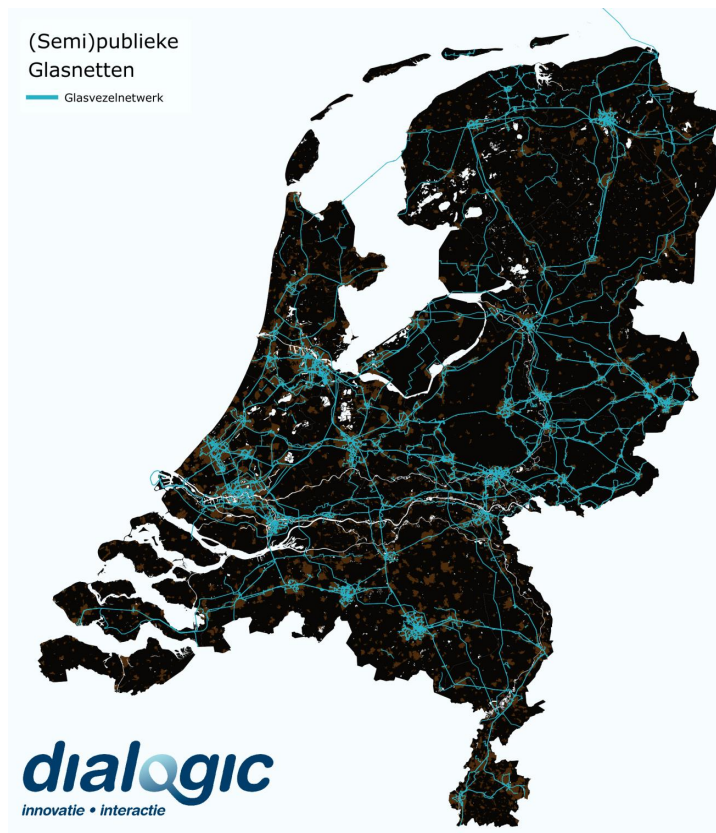 (Semi)publieke
Glasnetten
Glasvezelnetwerk
dialogic
innovatie • interactie